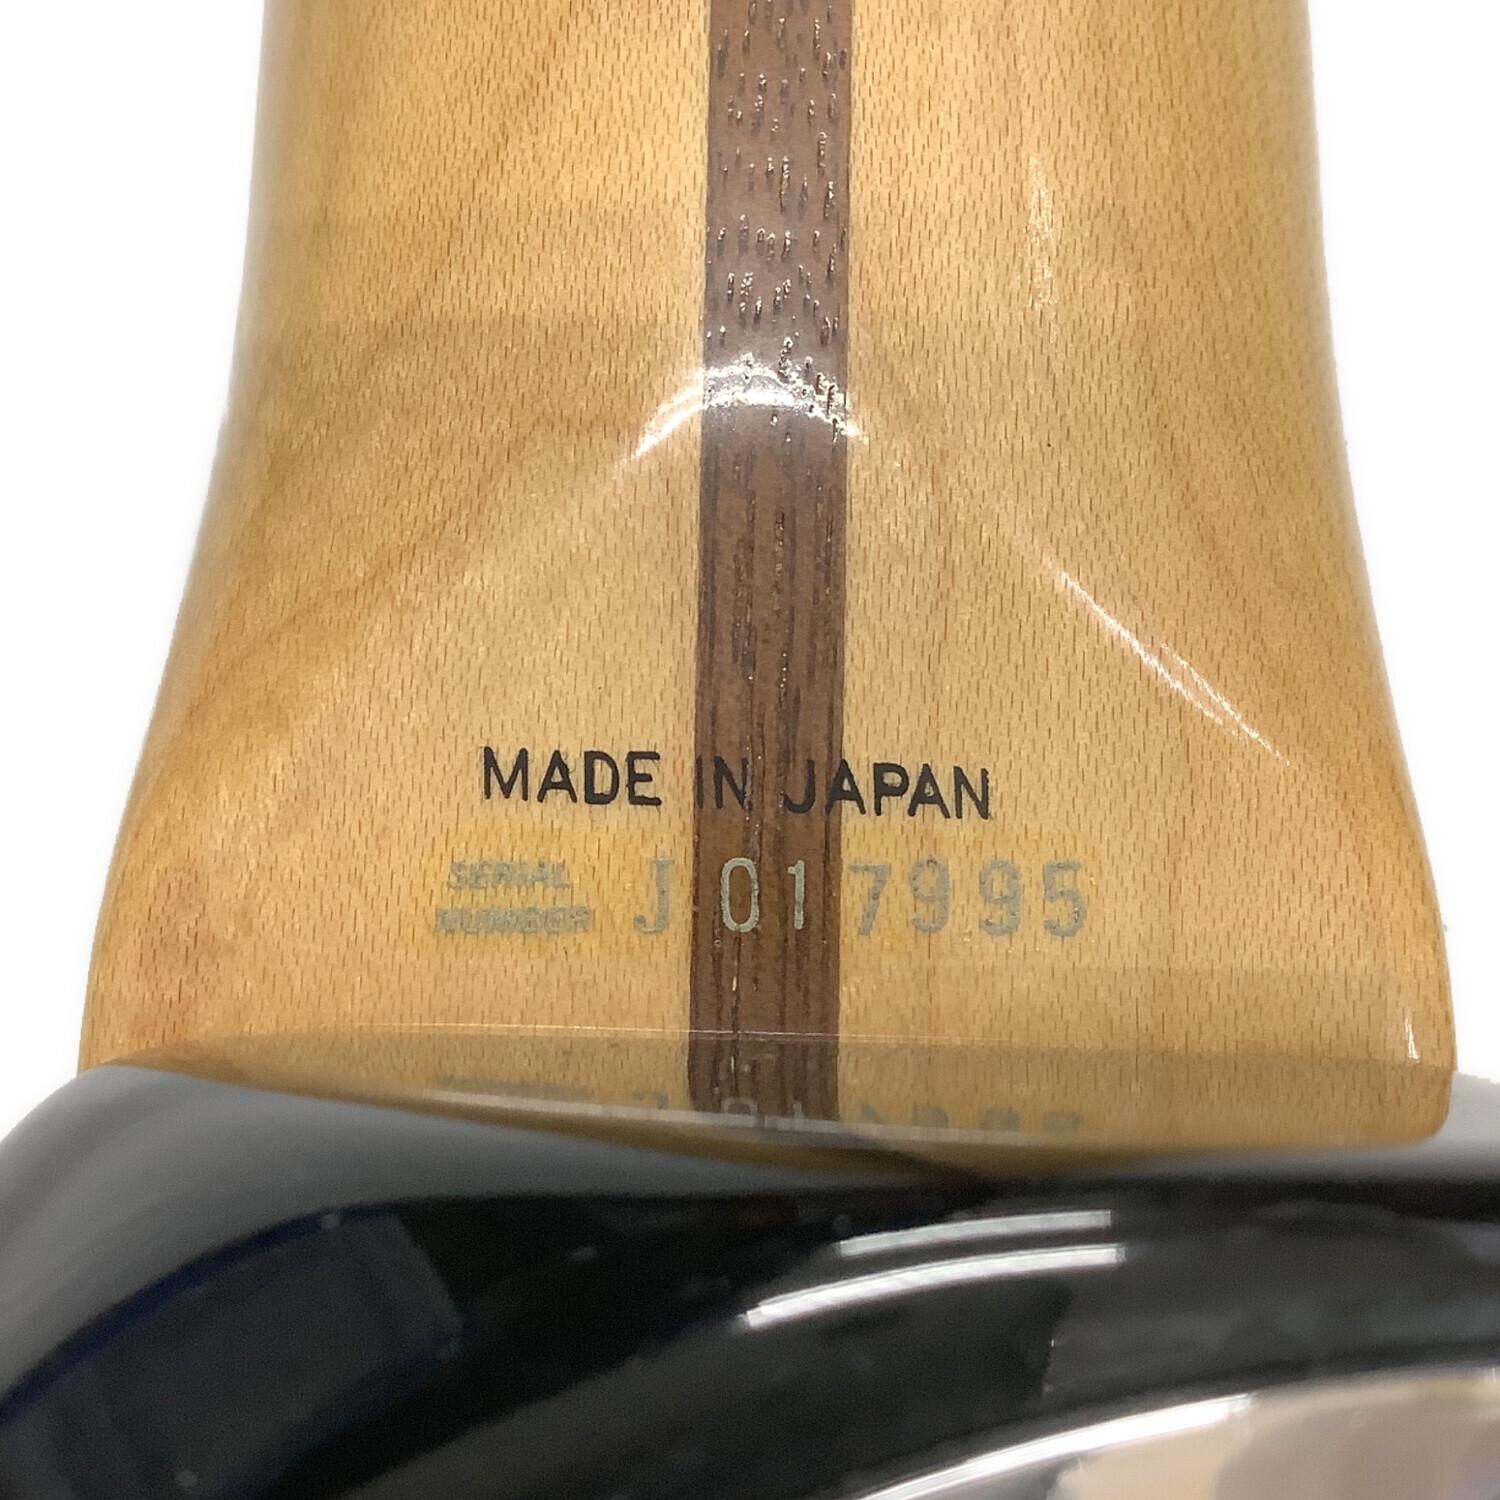 MADE IN JAPAN
SERIAL NUMBER J 017995